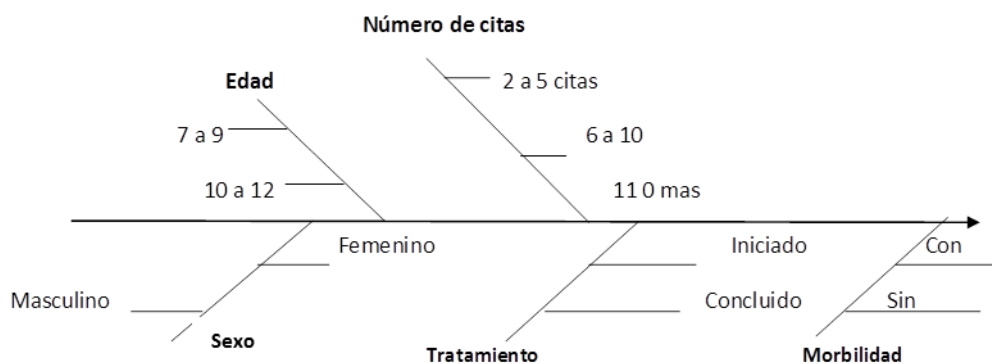 Número de citas
Edad
2 a 5 citas
7 a 9
6 a 10
10 a 12
11 0 mas
Femenino
Iniciado
Con
Masculino
Concluido
Sin
Sexo
Tratamiento
Morbilidad